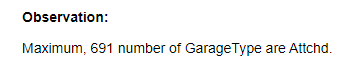 Observation:
Maximum, 691 number of GarageType are Attchd.